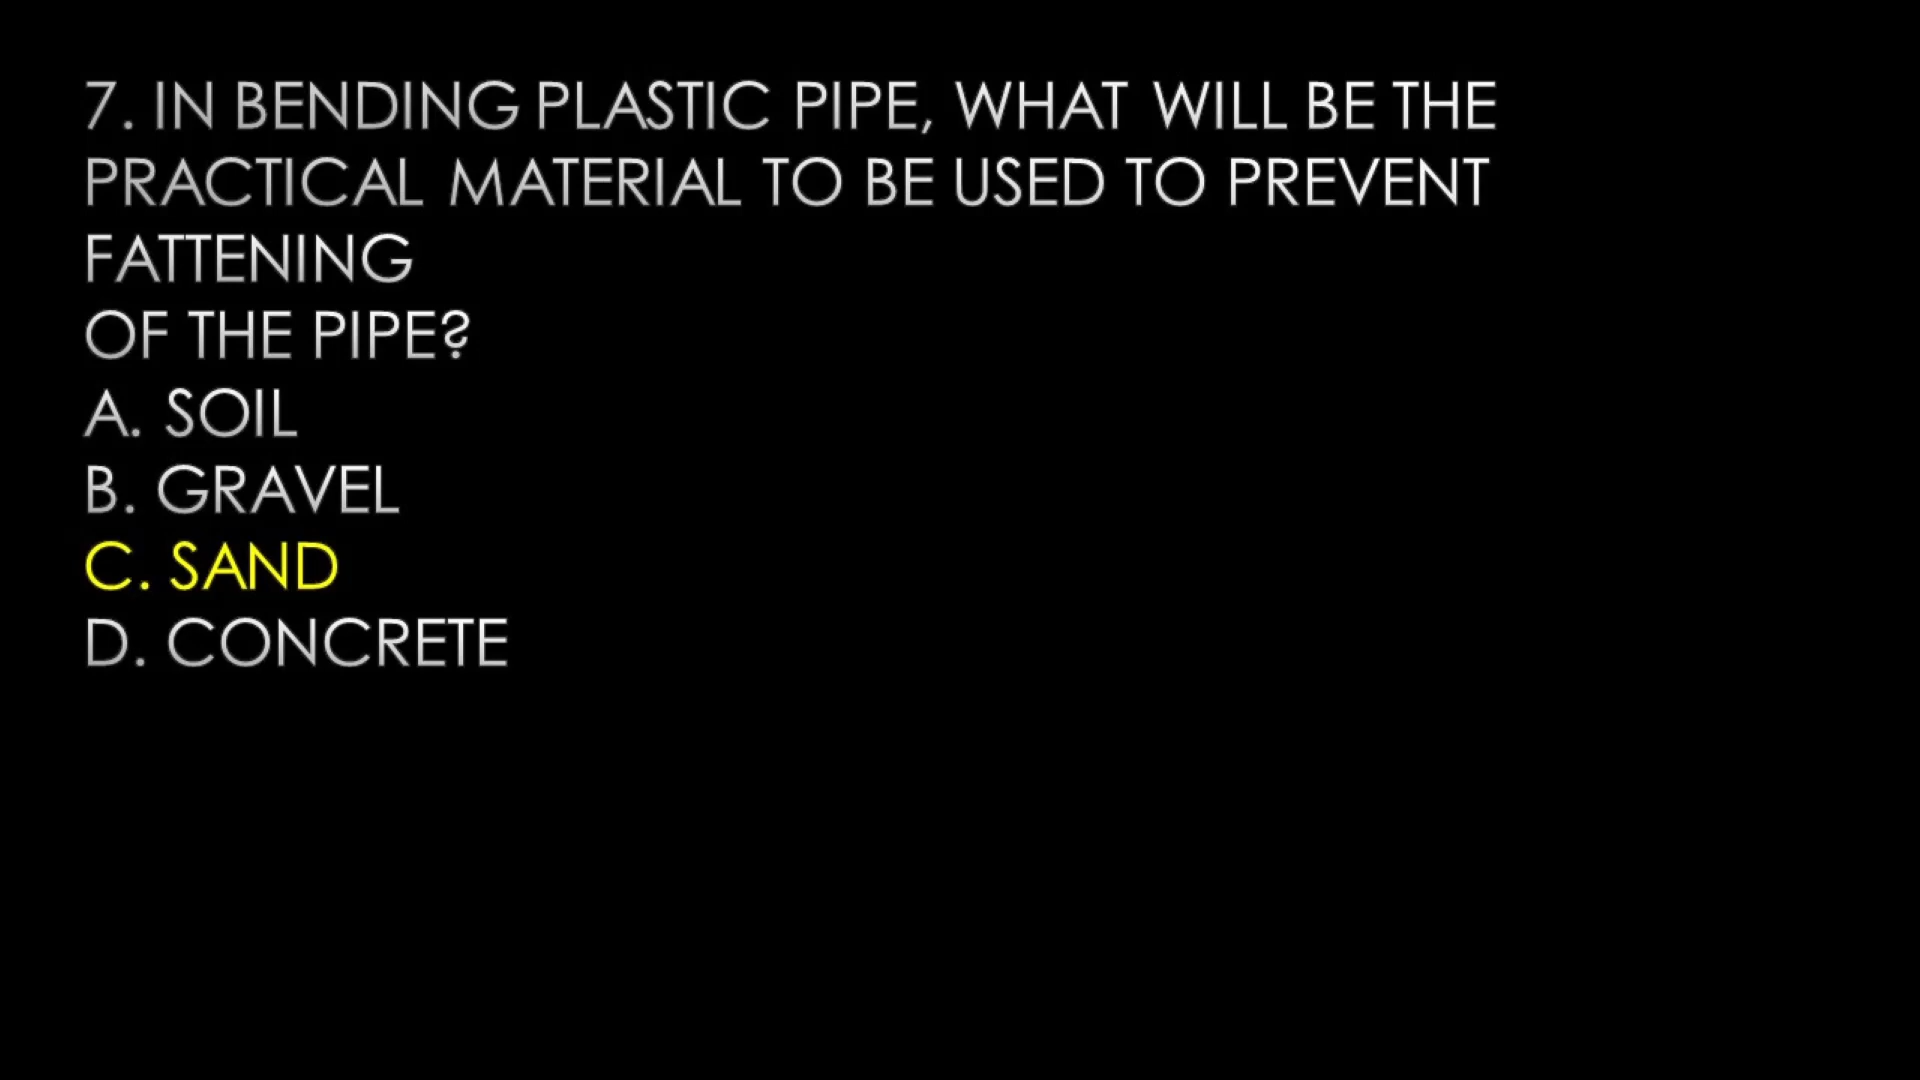 7. IN BENDING PLASTIC PIPE, WHAT WILL BE THE
PRACTICAL MATERIAL TO BE USED TO PREVENT
FATTENING
OF THE PIPE?
A. SOIL
B. GRAVEL
C. SAND
D. CONCRETE